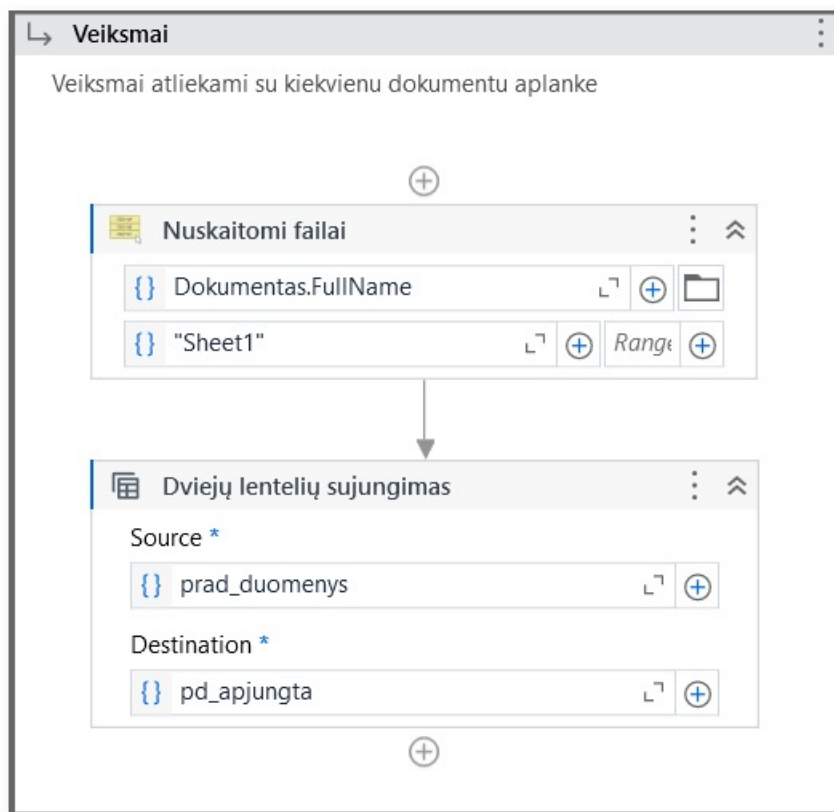 Veiksmai
Veiksmai atliekami su kiekvienu dokumentu aplanke
Nuskaitomi failai
{} Dokumentas.FullName
{} "Sheet1" Range
Dviejų lentelių sujungimas
Source *
{} prad_duomenys
Destination *
{} pd_apjungta